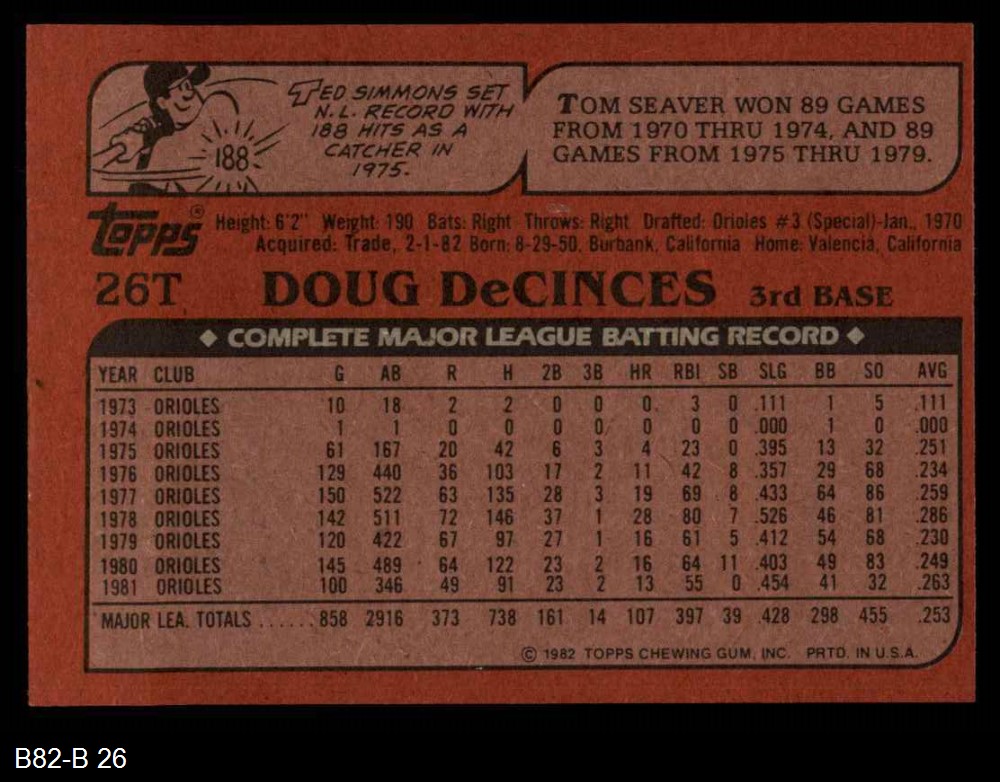 TED SIMMONS SET
N.L. RECORD WITH
188 HITS AS A
CATCHER IN
1975.
188
TOM SEAVER WON 89 GAMES
FROM 1970 THRU 1974, AND 89
GAMES FROM 1975 THRU 1979.
topps®
Height: 6'2" Weight: 190 Bats: Right Throws: Right Drafted: Orioles #3 (Special)-Jan., 1970
Acquired: Trade, 2-1-82 Born: 8-29-50, Burbank, California Home: Valencia, California
26T DOUG DeCINCES 3rd BASE
◆ COMPLETE MAJOR LEAGUE BATTING RECORD ◆
YEAR CLUB G AB R H 2B 3B HR RBI SB SLG BB SO AVG
1973 ORIOLES 10 18 2 2 0 0 0 3 0 .111 1 5 .111
1974 ORIOLES 1 1 0 0 0 0 0 0 0 .000 1 0 .000
1975 ORIOLES 61 167 20 42 6 3 4 23 0 .395 13 32 .251
1976 ORIOLES 129 440 36 103 17 2 11 42 8 .357 29 68 .234
1977 ORIOLES 150 522 63 135 28 3 19 69 8 .433 64 86 .259
1978 ORIOLES 142 511 72 146 37 1 28 80 7 .526 46 81 .286
1979 ORIOLES 120 422 67 97 27 1 16 61 5 .412 54 68 .230
1980 ORIOLES 145 489 64 122 23 2 16 64 11 .403 49 83 .249
1981 ORIOLES 100 346 49 91 23 2 13 55 0 .454 41 32 .263
MAJOR LEA. TOTALS ...... 858 2916 373 738 161 14 107 397 39 .428 298 455 .253
© 1982 TOPPS CHEWING GUM, INC. PRTD. IN U.S.A.
B82-B 26